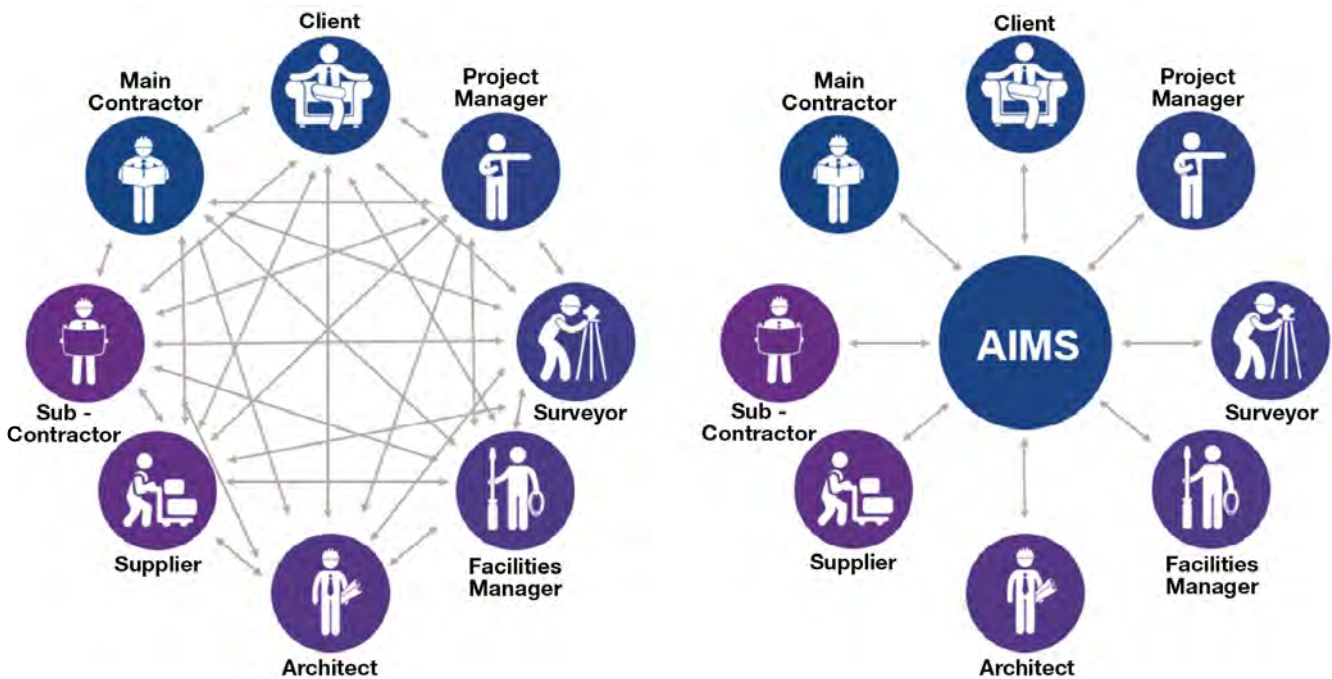 Client
Main
Contractor
Project
Manager
Sub -
Contractor
Surveyor
Supplier
Facilities
Manager
Architect
Client
Main
Contractor
Project
Manager
AIMS
Sub -
Contractor
Surveyor
Supplier
Facilities
Manager
Architect